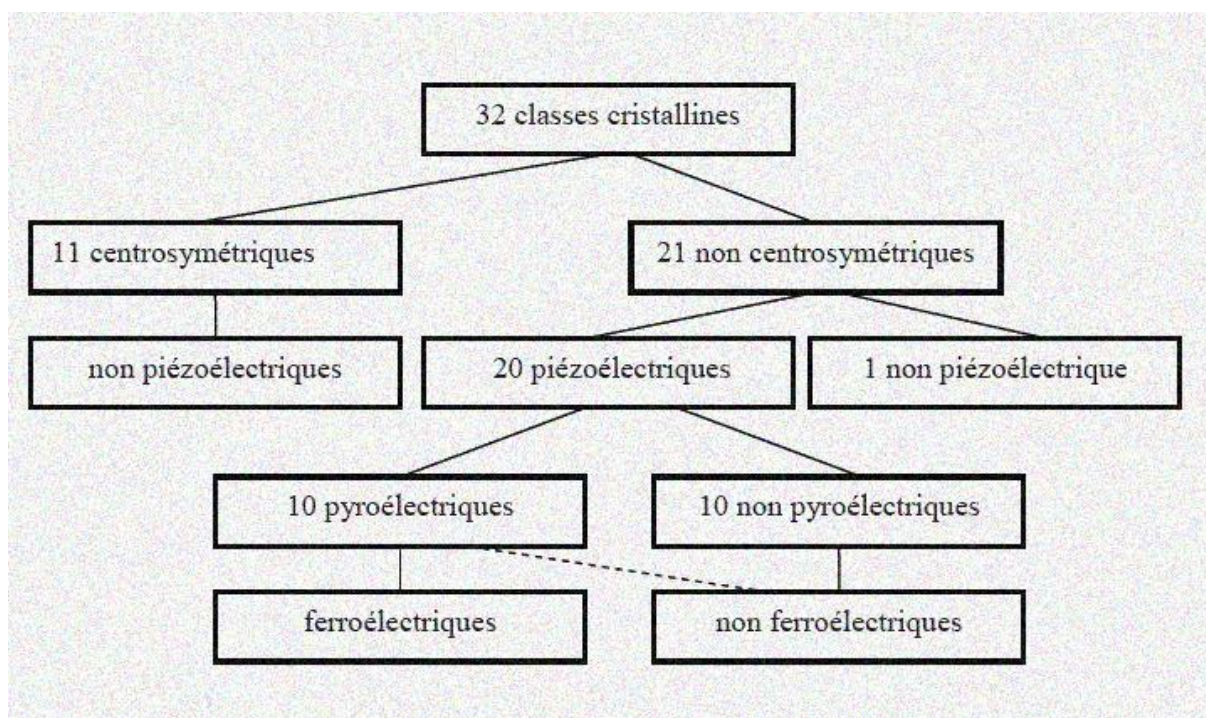 32 classes cristallines
11 centrosymétriques
21 non centrosymétriques
non piézoélectriques
20 piézoélectriques
1 non piézoélectrique
10 pyroélectriques
10 non pyroélectriques
ferroélectriques
non ferroélectriques